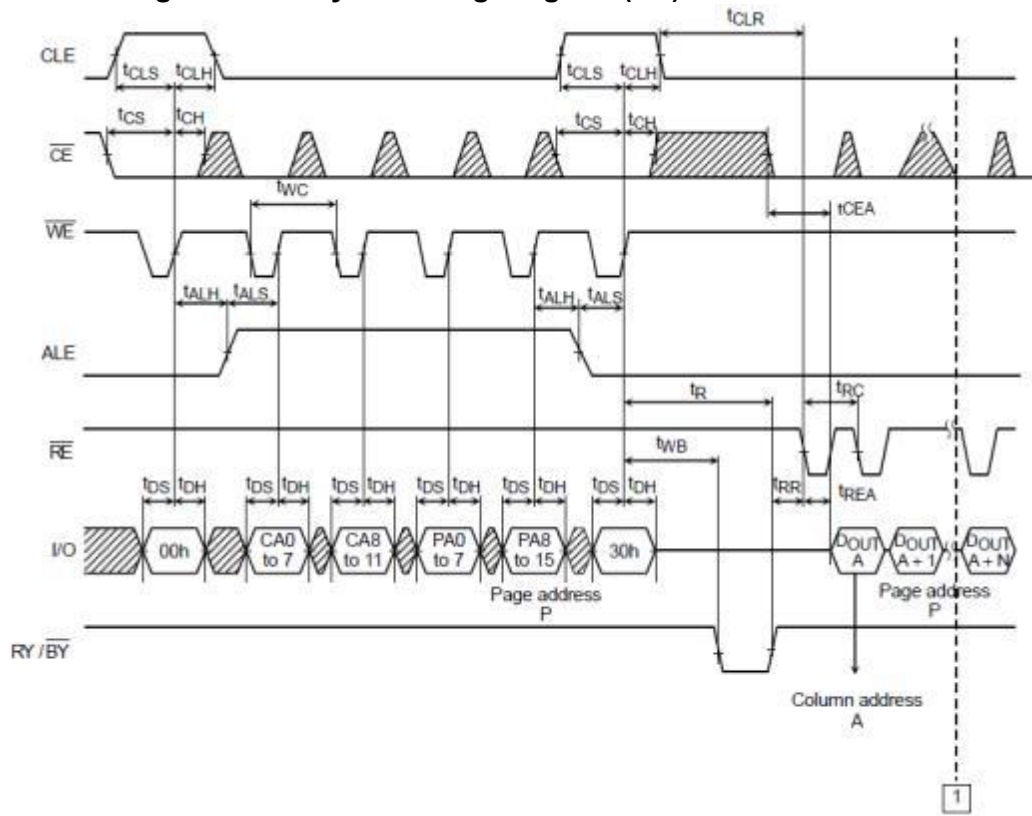 tCLR
CLE
tCLS tCLH tCLS tCLH
tCS tCH tCS tCH
CE
tWC
tCEA
WE
tALH tALS tALH tALS
ALE
tR
tRC
RE
tWB
tRR tREA
tDS tDH tDS tDH tDS tDH tDS tDH tDS tDH tDS tDH
I/O
00h
CA0 to 7
CA8 to 11
PA0 to 7
PA8 to 15
30h
DOUT A
DOUT A + 1
DOUT A + N
Page address P
Page address P
RY / BY
Column address A
1